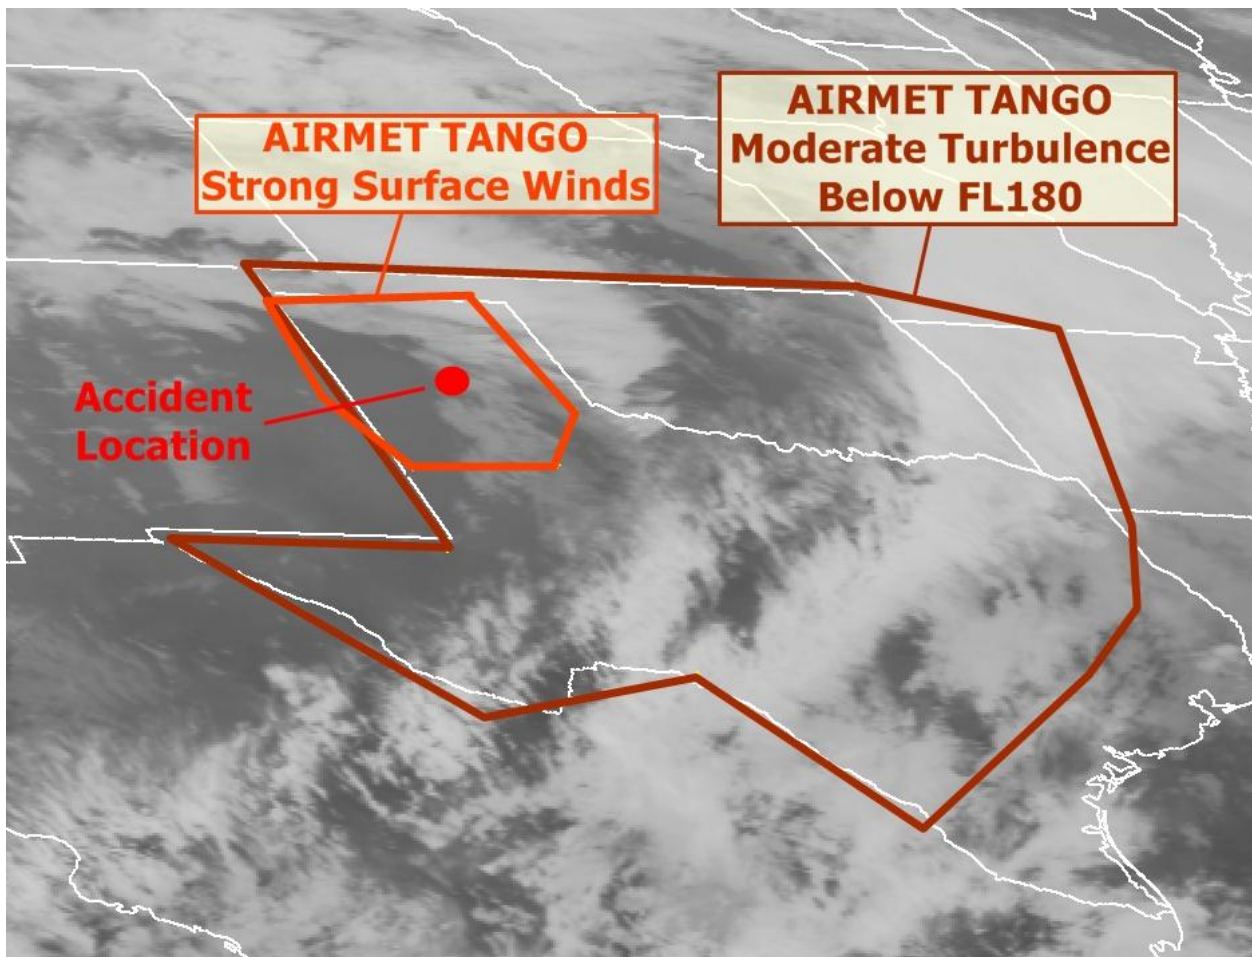 AIRMET TANGO
Strong Surface Winds
AIRMET TANGO
Moderate Turbulence
Below FL180
Accident
Location